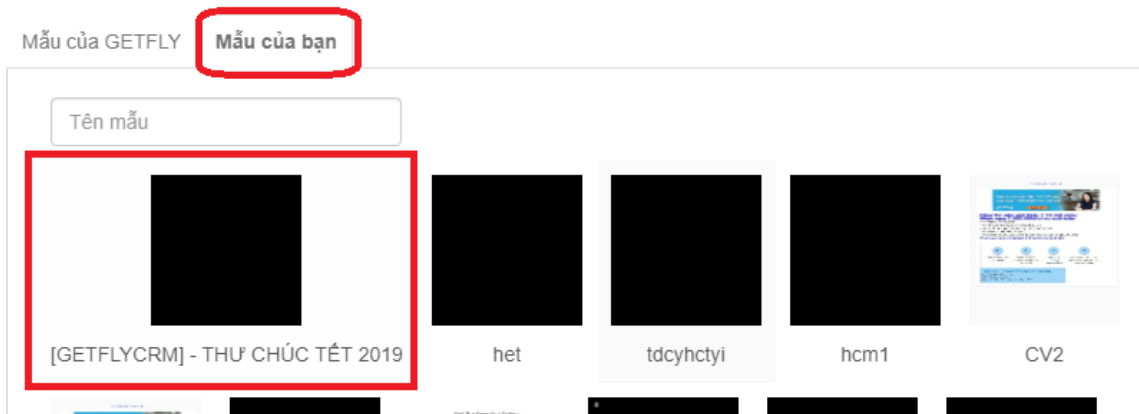 Mẫu của GETFLY
Mẫu của bạn
Tên mẫu
[GETFLYCRM] - THƯ CHÚC TẾT 2019
het
tdcyhctyi
hcm1
CV2